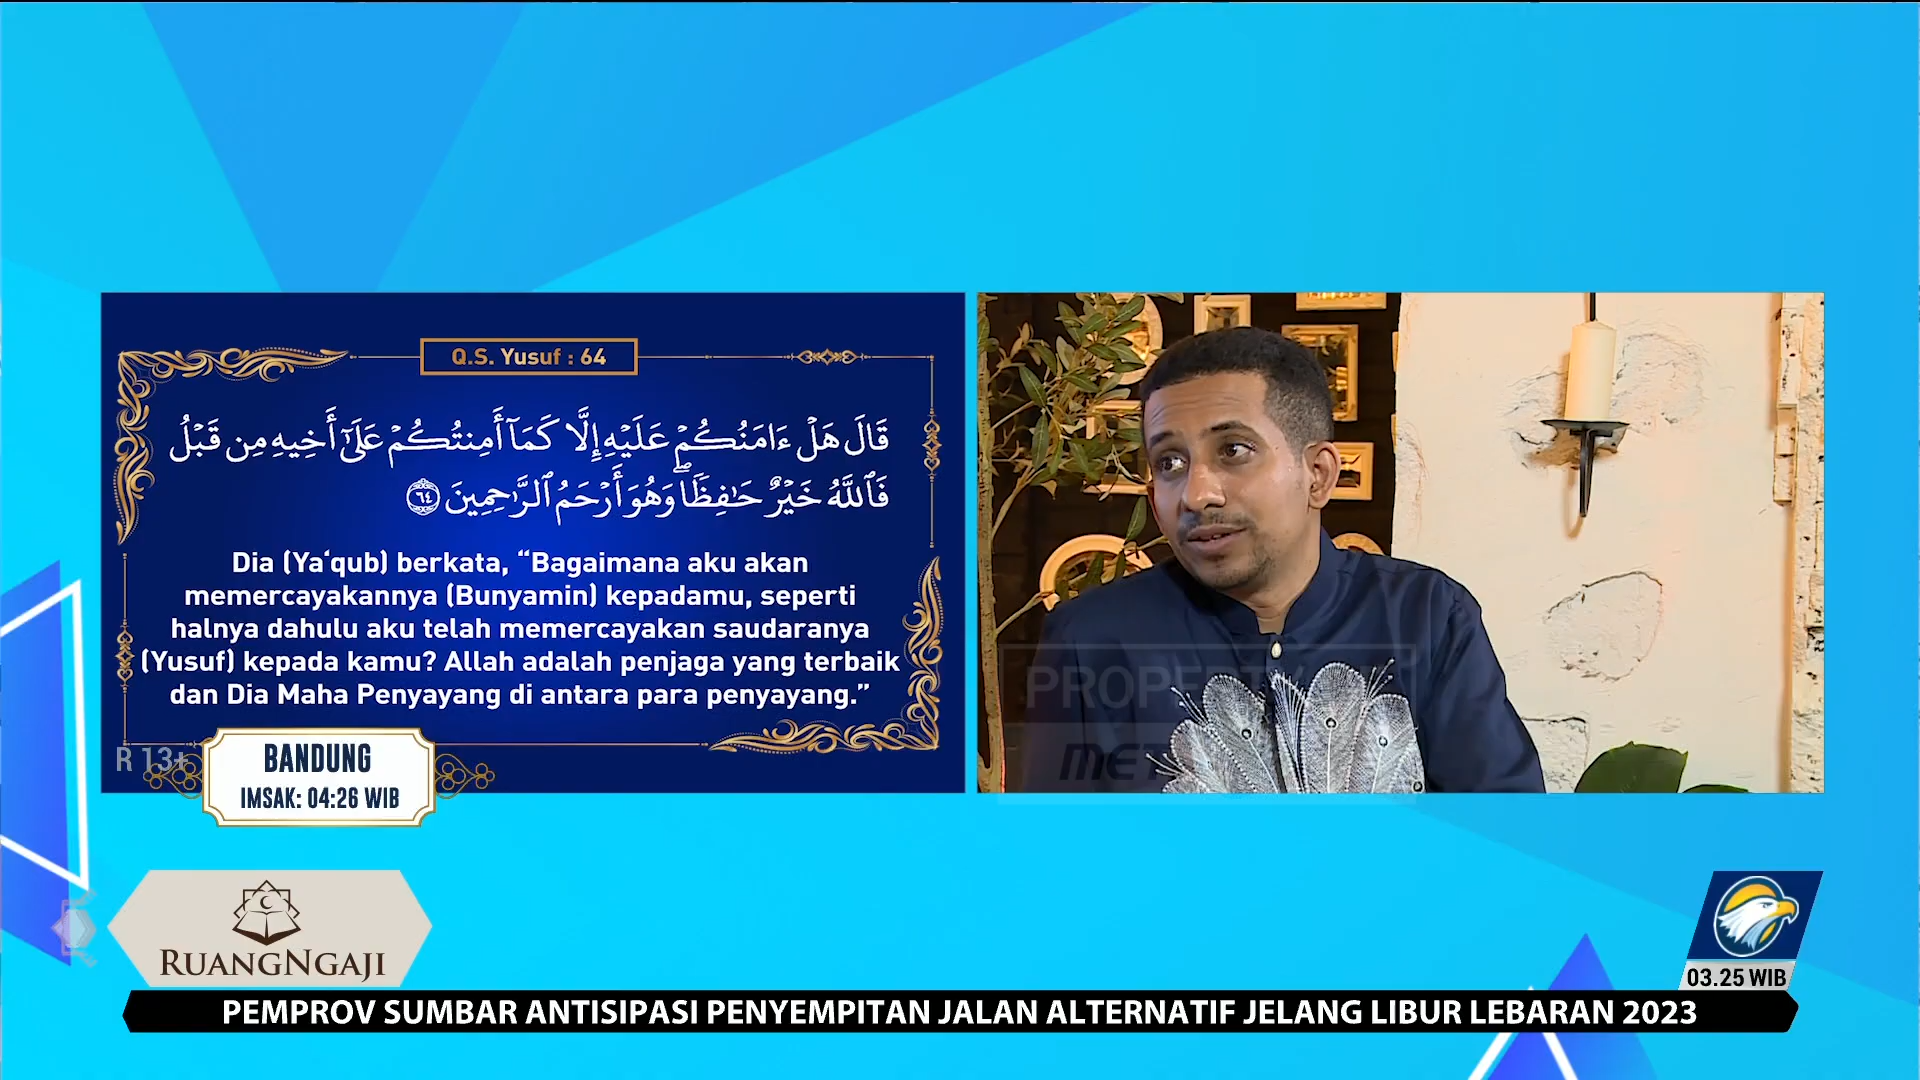 Q.S. Yusuf : 64
قَالَ هَلْ ءَامَنُكُمْ عَلَيْهِ إِلَّا كَمَآ أَمِنتُكُمْ عَلَىٰٓ أَخِيهِ مِن قَبْلُ
فَٱللَّهُ خَيْرٌ حَـٰفِظًا ۖ وَهُوَ أَرْحَمُ ٱلرَّٰحِمِينَ ٦٤
Dia (Ya‘qub) berkata, “Bagaimana aku akan
memercayakannya (Bunyamin) kepadamu, seperti
halnya dahulu aku telah memercayakan saudaranya
(Yusuf) kepada kamu? Allah adalah penjaga yang terbaik
dan Dia Maha Penyayang di antara para penyayang.”
R 13+
BANDUNG
IMSAK: 04:26 WIB
RUANGNGAJI
03.25 WIB
PEMPROV SUMBAR ANTISIPASI PENYEMPITAN JALAN ALTERNATIF JELANG LIBUR LEBARAN 2023